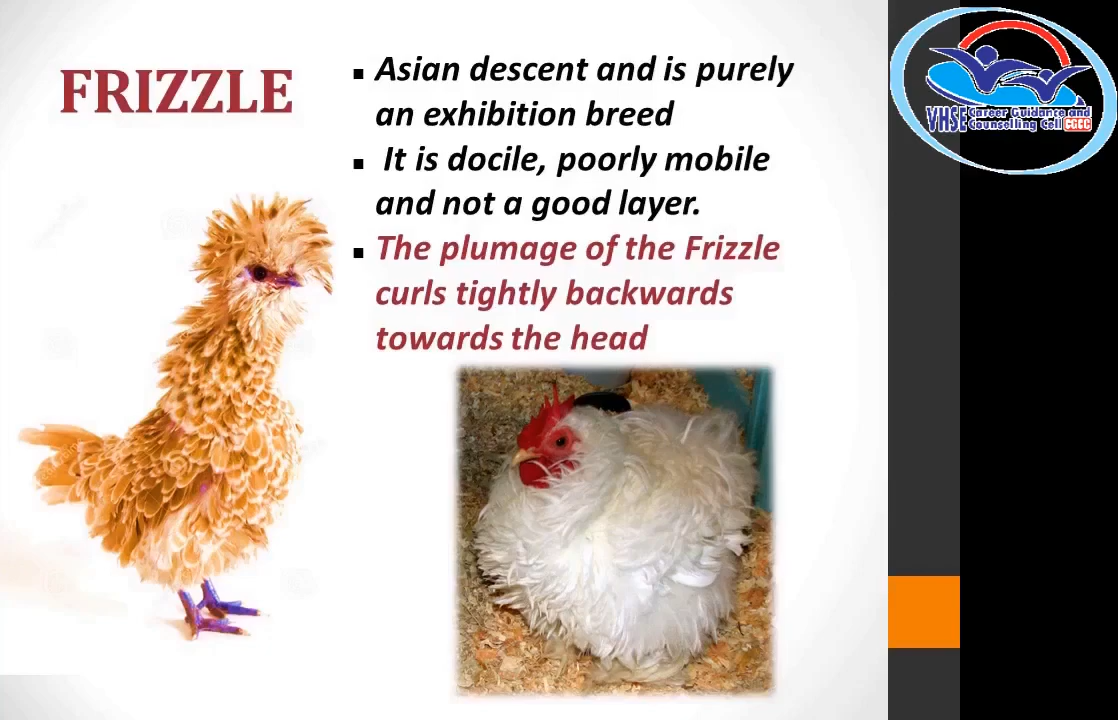 FRIZZLE
▪ Asian descent and is purely
an exhibition breed
▪ It is docile, poorly mobile
and not a good layer.
▪ The plumage of the Frizzle
curls tightly backwards
towards the head
VHSE Career Guidance and
Counselling Cell CGCC